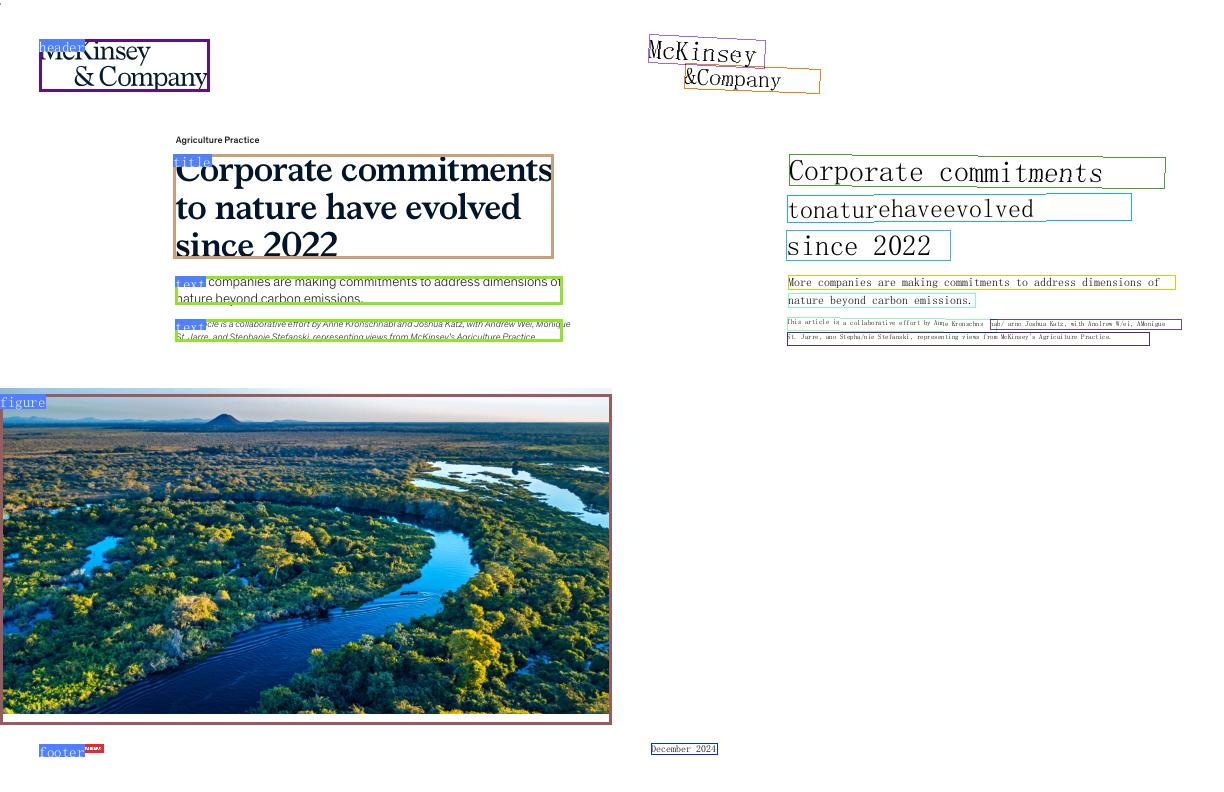 header
McKinsey
& Company
Agriculture Practice
title
Corporate commitments
to nature have evolved
since 2022
text
companies are making commitments to address dimensions of
nature beyond carbon emissions.
text
cle is a collaborative effort by Anne Kronschnabl and Joshua Katz, with Andrew Wei, Monique
St. Jarre, and Stephanie Stefanski, representing views from McKinsey's Agriculture Practice.
figure
footer
McKinsey
&Company
Corporate commitments
tonaturehaveevolved
since 2022
More companies are making commitments to address dimensions of
nature beyond carbon emissions.
This article is a collaborative effort by Anne Kronschna
nab/ arno Joshua Katz, with Anolrew W/ei, AMonigue
St. Jarre, ano Stepha/nie Stefanski, representing views from McKinsey's Agriculture Practice.
December 2024